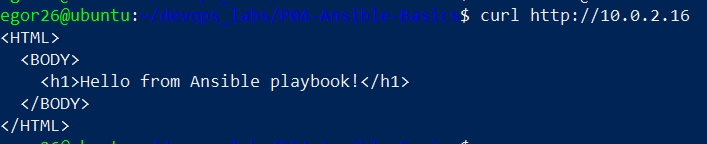 egor26@ubuntu:~/devops_labs/P04-Ansible-Basics$ curl http://10.0.2.16
<HTML>
  <BODY>
    <h1>Hello from Ansible playbook!</h1>
  </BODY>
</HTML>